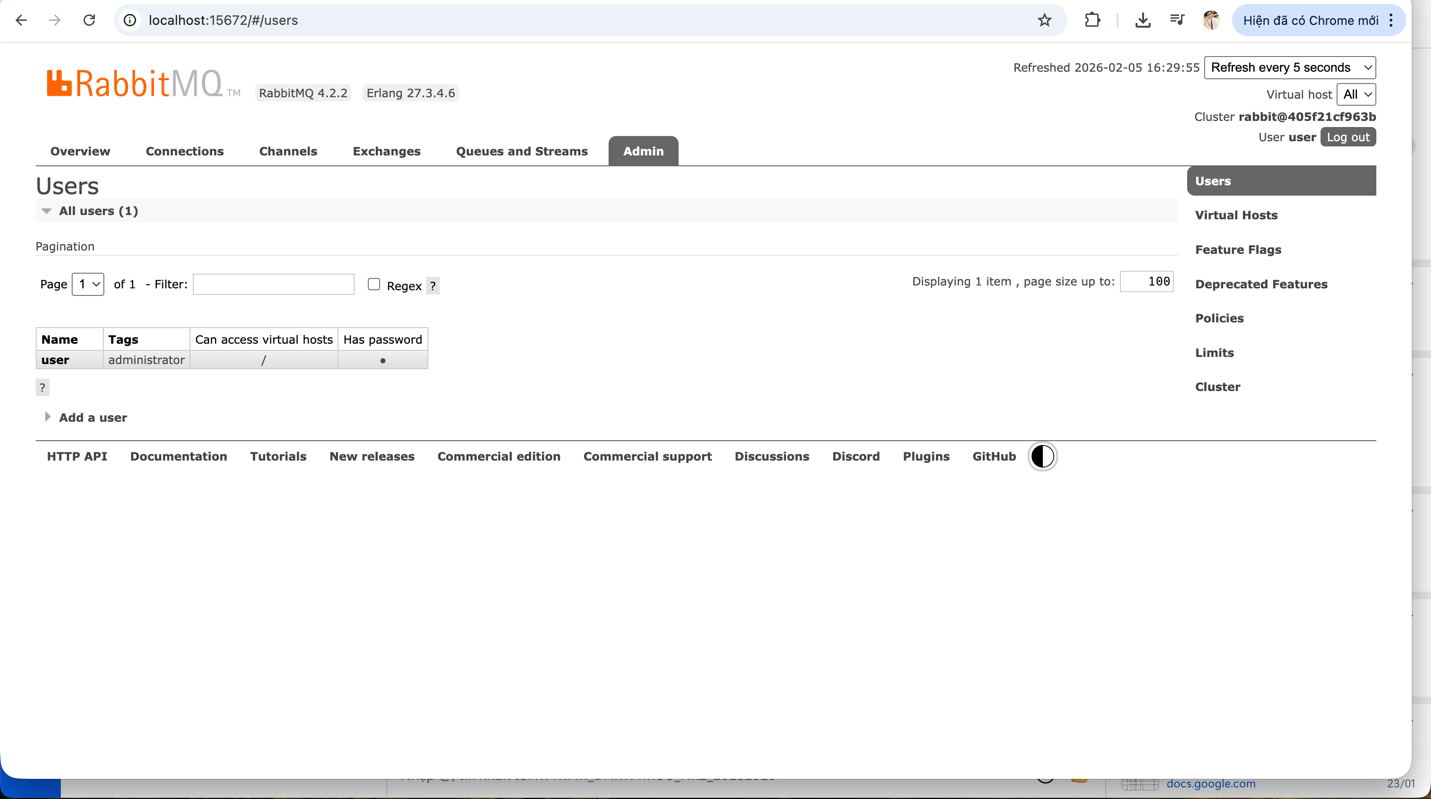 localhost:15672/#/users
Hiện đã có Chrome mới
RabbitMQ TM
RabbitMQ 4.2.2
Erlang 27.3.4.6
Refreshed 2026-02-05 16:29:55
Refresh every 5 seconds
Virtual host All
Cluster rabbit@405f21cf963b
User user Log out
Overview Connections Channels Exchanges Queues and Streams Admin
Users
All users (1)
Pagination
Page 1 of 1 - Filter: Regex ?
Displaying 1 item , page size up to: 100
Name Tags Can access virtual hosts Has password
user administrator / ●
?
Add a user
Users
Virtual Hosts
Feature Flags
Deprecated Features
Policies
Limits
Cluster
HTTP API Documentation Tutorials New releases Commercial edition Commercial support Discussions Discord Plugins GitHub
docs.google.com
23/01